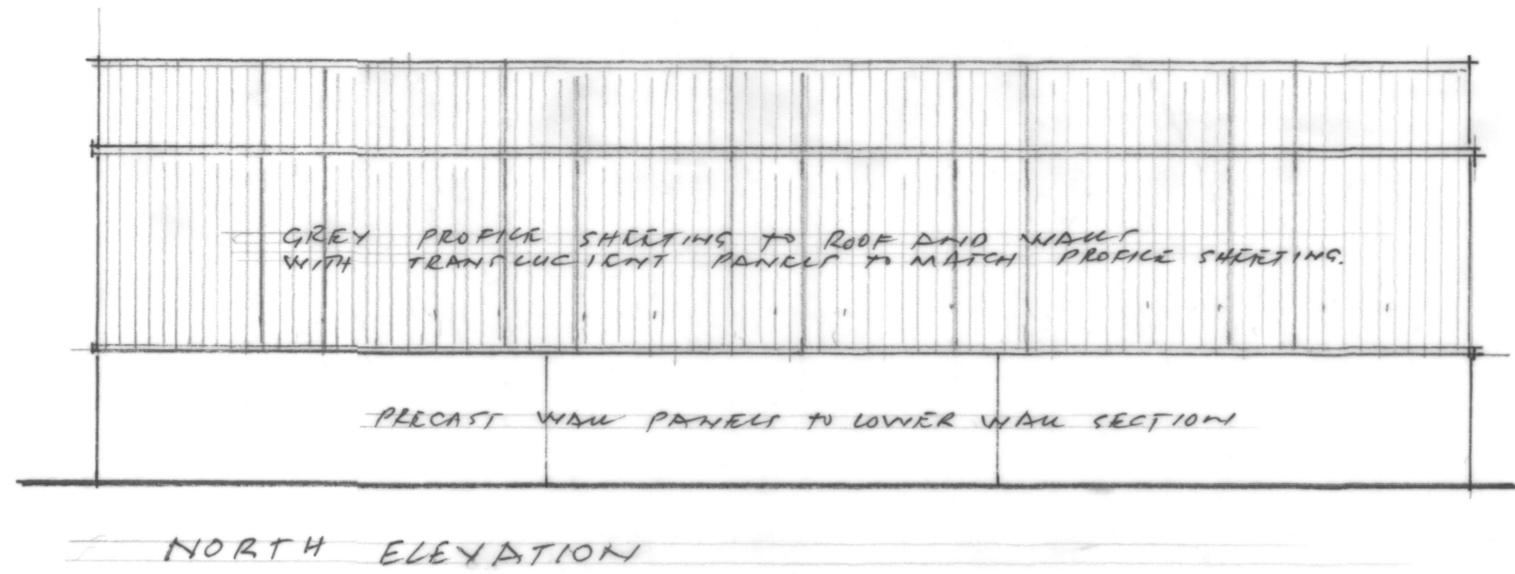 GREY PROFILE SHEETING TO ROOF AND WALLS
WITH TRANSLUCIENT PANELS TO MATCH PROFILE SHEETING.
PRECAST WALL PANELS TO LOWER WALL SECTION
NORTH ELEVATION